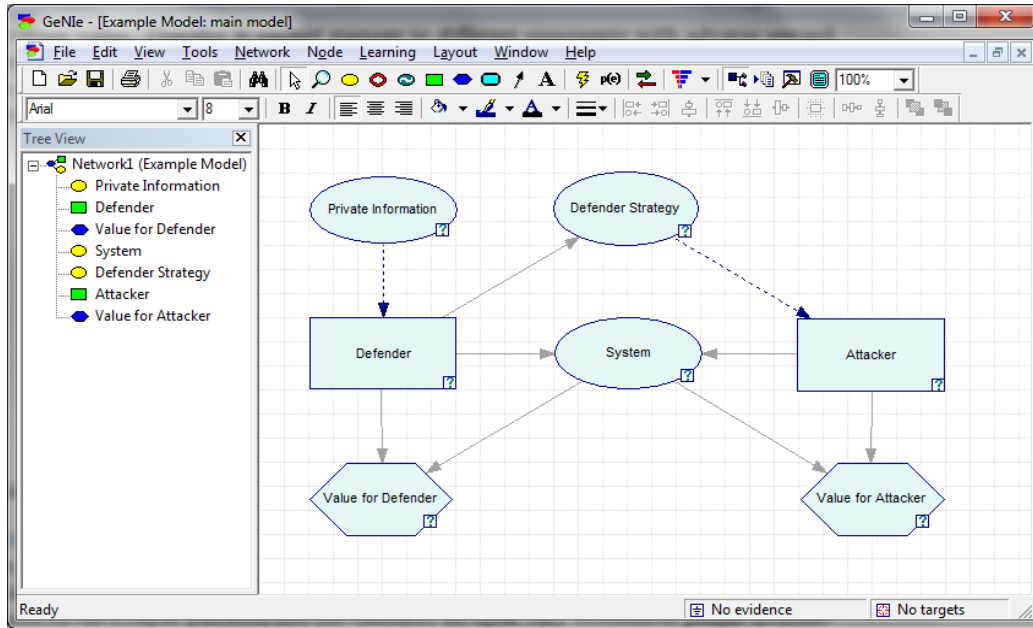 GeNIe - [Example Model: main model]
File Edit View Tools Network Node Learning Layout Window Help
A p(e) 100%
Arial 8 B I A
Tree View
Network1 (Example Model)
Private Information
Defender
Value for Defender
System
Defender Strategy
Attacker
Value for Attacker
Private Information
?
Defender Strategy
?
Defender
?
System
?
Attacker
?
Value for Defender
?
Value for Attacker
?
Ready No evidence No targets